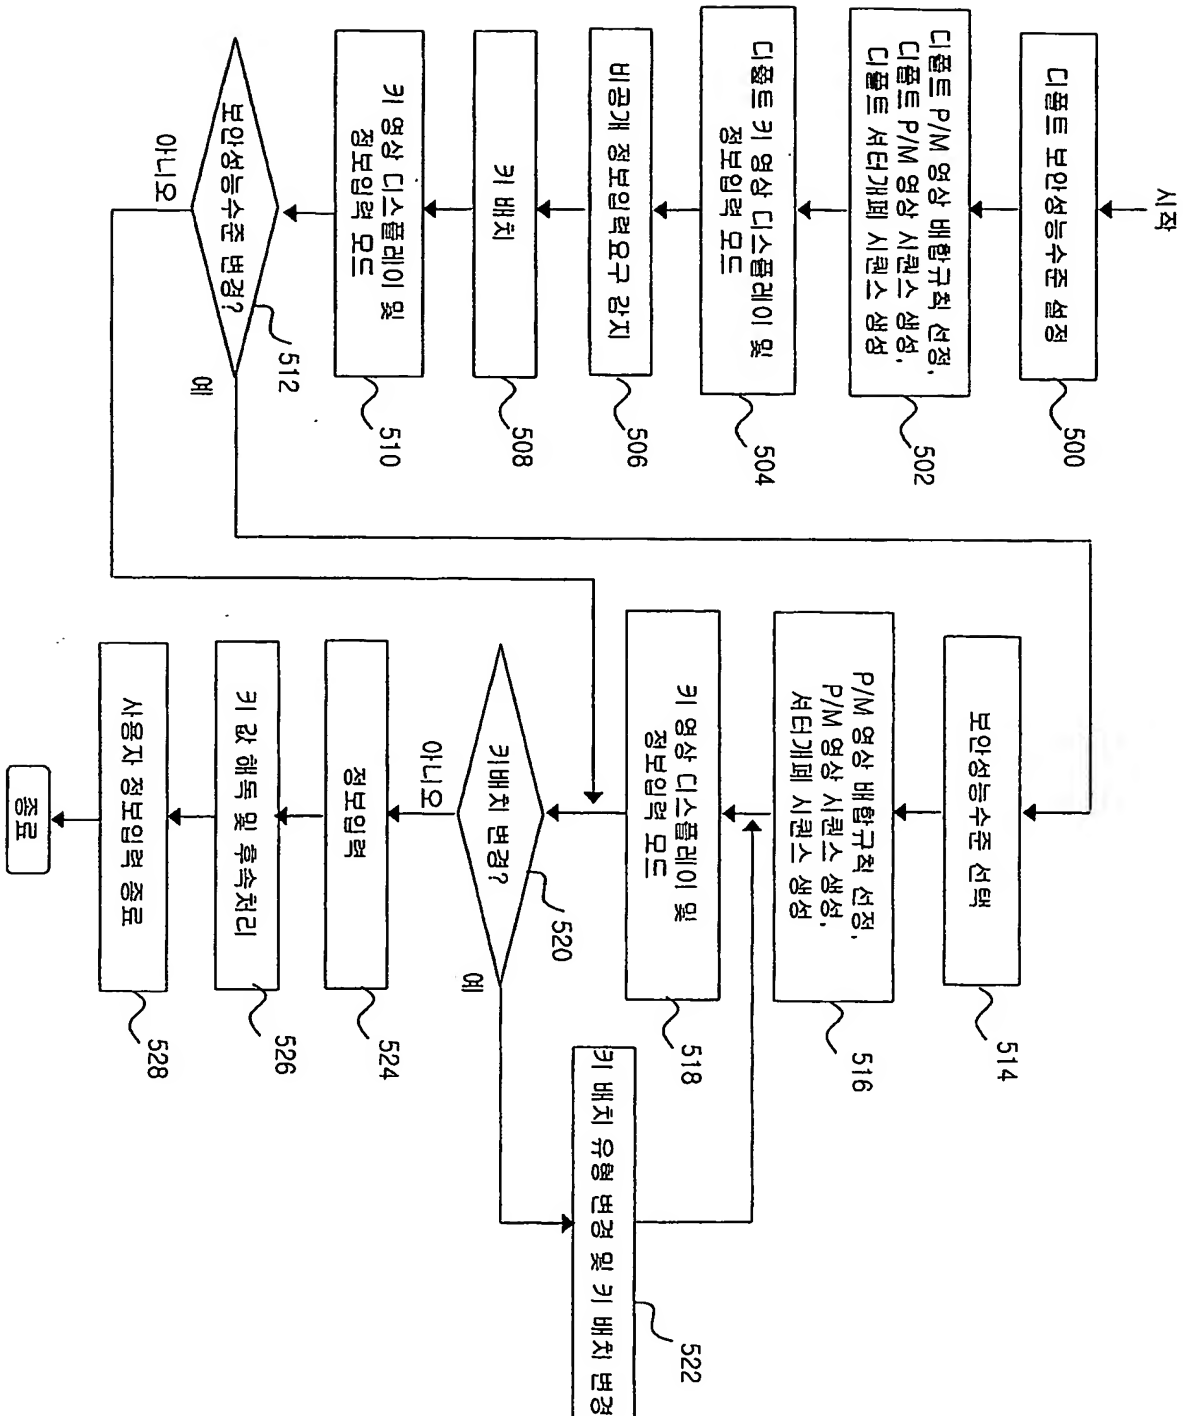 시작
디폴트 보안성능수준 설정
500
디폴트 P/M 영상 배합규칙 선정,
디폴트 P/M 영상 시퀀스 생성,
디폴트 셔터개폐 시퀀스 생성
502
디폴트 키 영상 디스플레이 및
정보입력 모드
504
비공개 정보입력요구 감지
506
키 배치
508
키 영상 디스플레이 및
정보입력 모드
510
보안성능수준 변경?
512
아니오
예
보안성능수준 선택
514
P/M 영상 배합규칙 선정,
P/M 영상 시퀀스 생성,
셔터개폐 시퀀스 생성
516
키 영상 디스플레이 및
정보입력 모드
518
키배치 변경?
520
아니오
예
키 배치 유형 변경 및 키 배치 변경
522
정보입력
524
키 값 해독 및 후속처리
526
사용자 정보입력 종료
528
종료